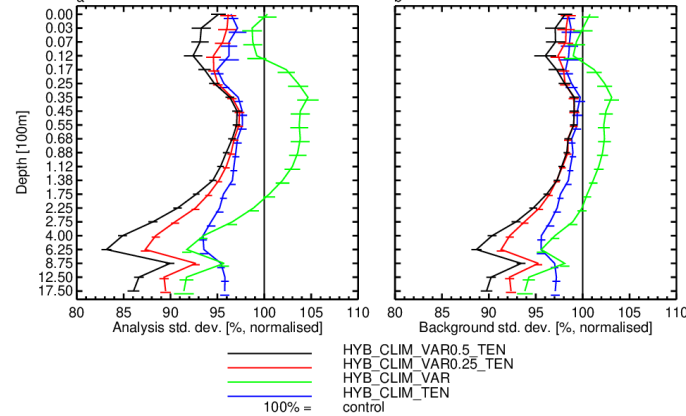 a
b
0.00
0.03
0.07
0.12
0.17
0.25
0.35
0.45
0.55
0.68
0.88
1.12
1.38
1.75
2.25
2.75
4.00
6.25
8.75
12.50
17.50
Depth [100m]
80 85 90 95 100 105 110
80 85 90 95 100 105 110
Analysis std. dev. [%, normalised]
Background std. dev. [%, normalised]
HYB_CLIM_VAR0.5_TEN
HYB_CLIM_VAR0.25_TEN
HYB_CLIM_VAR
HYB_CLIM_TEN
100% = control